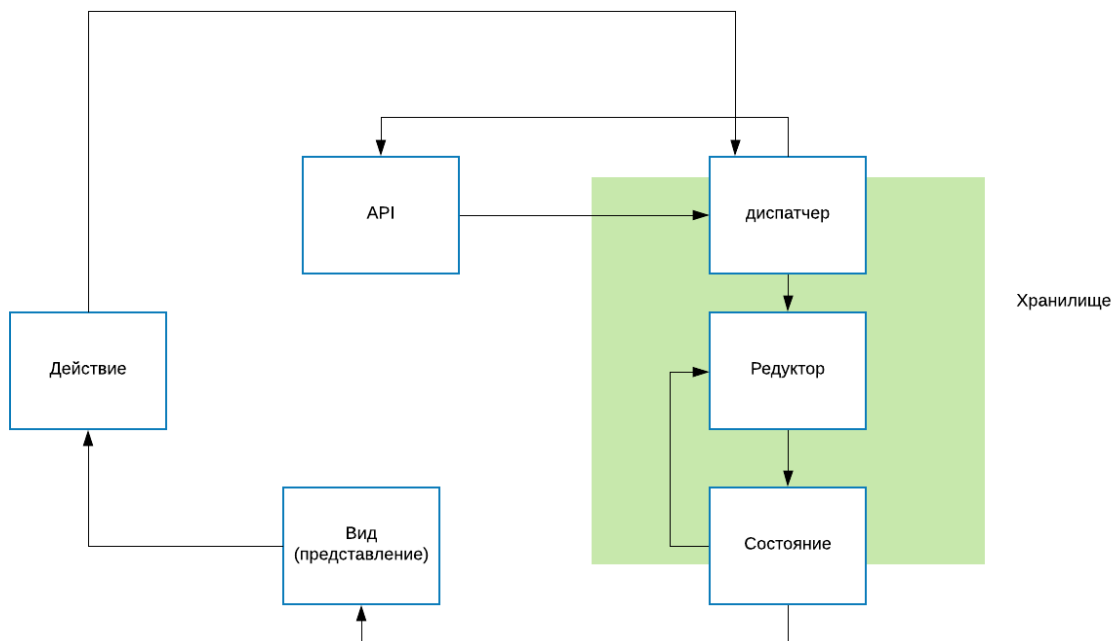 API
диспатчер
Хранилище
Действие
Редуктор
Вид
(представление)
Состояние